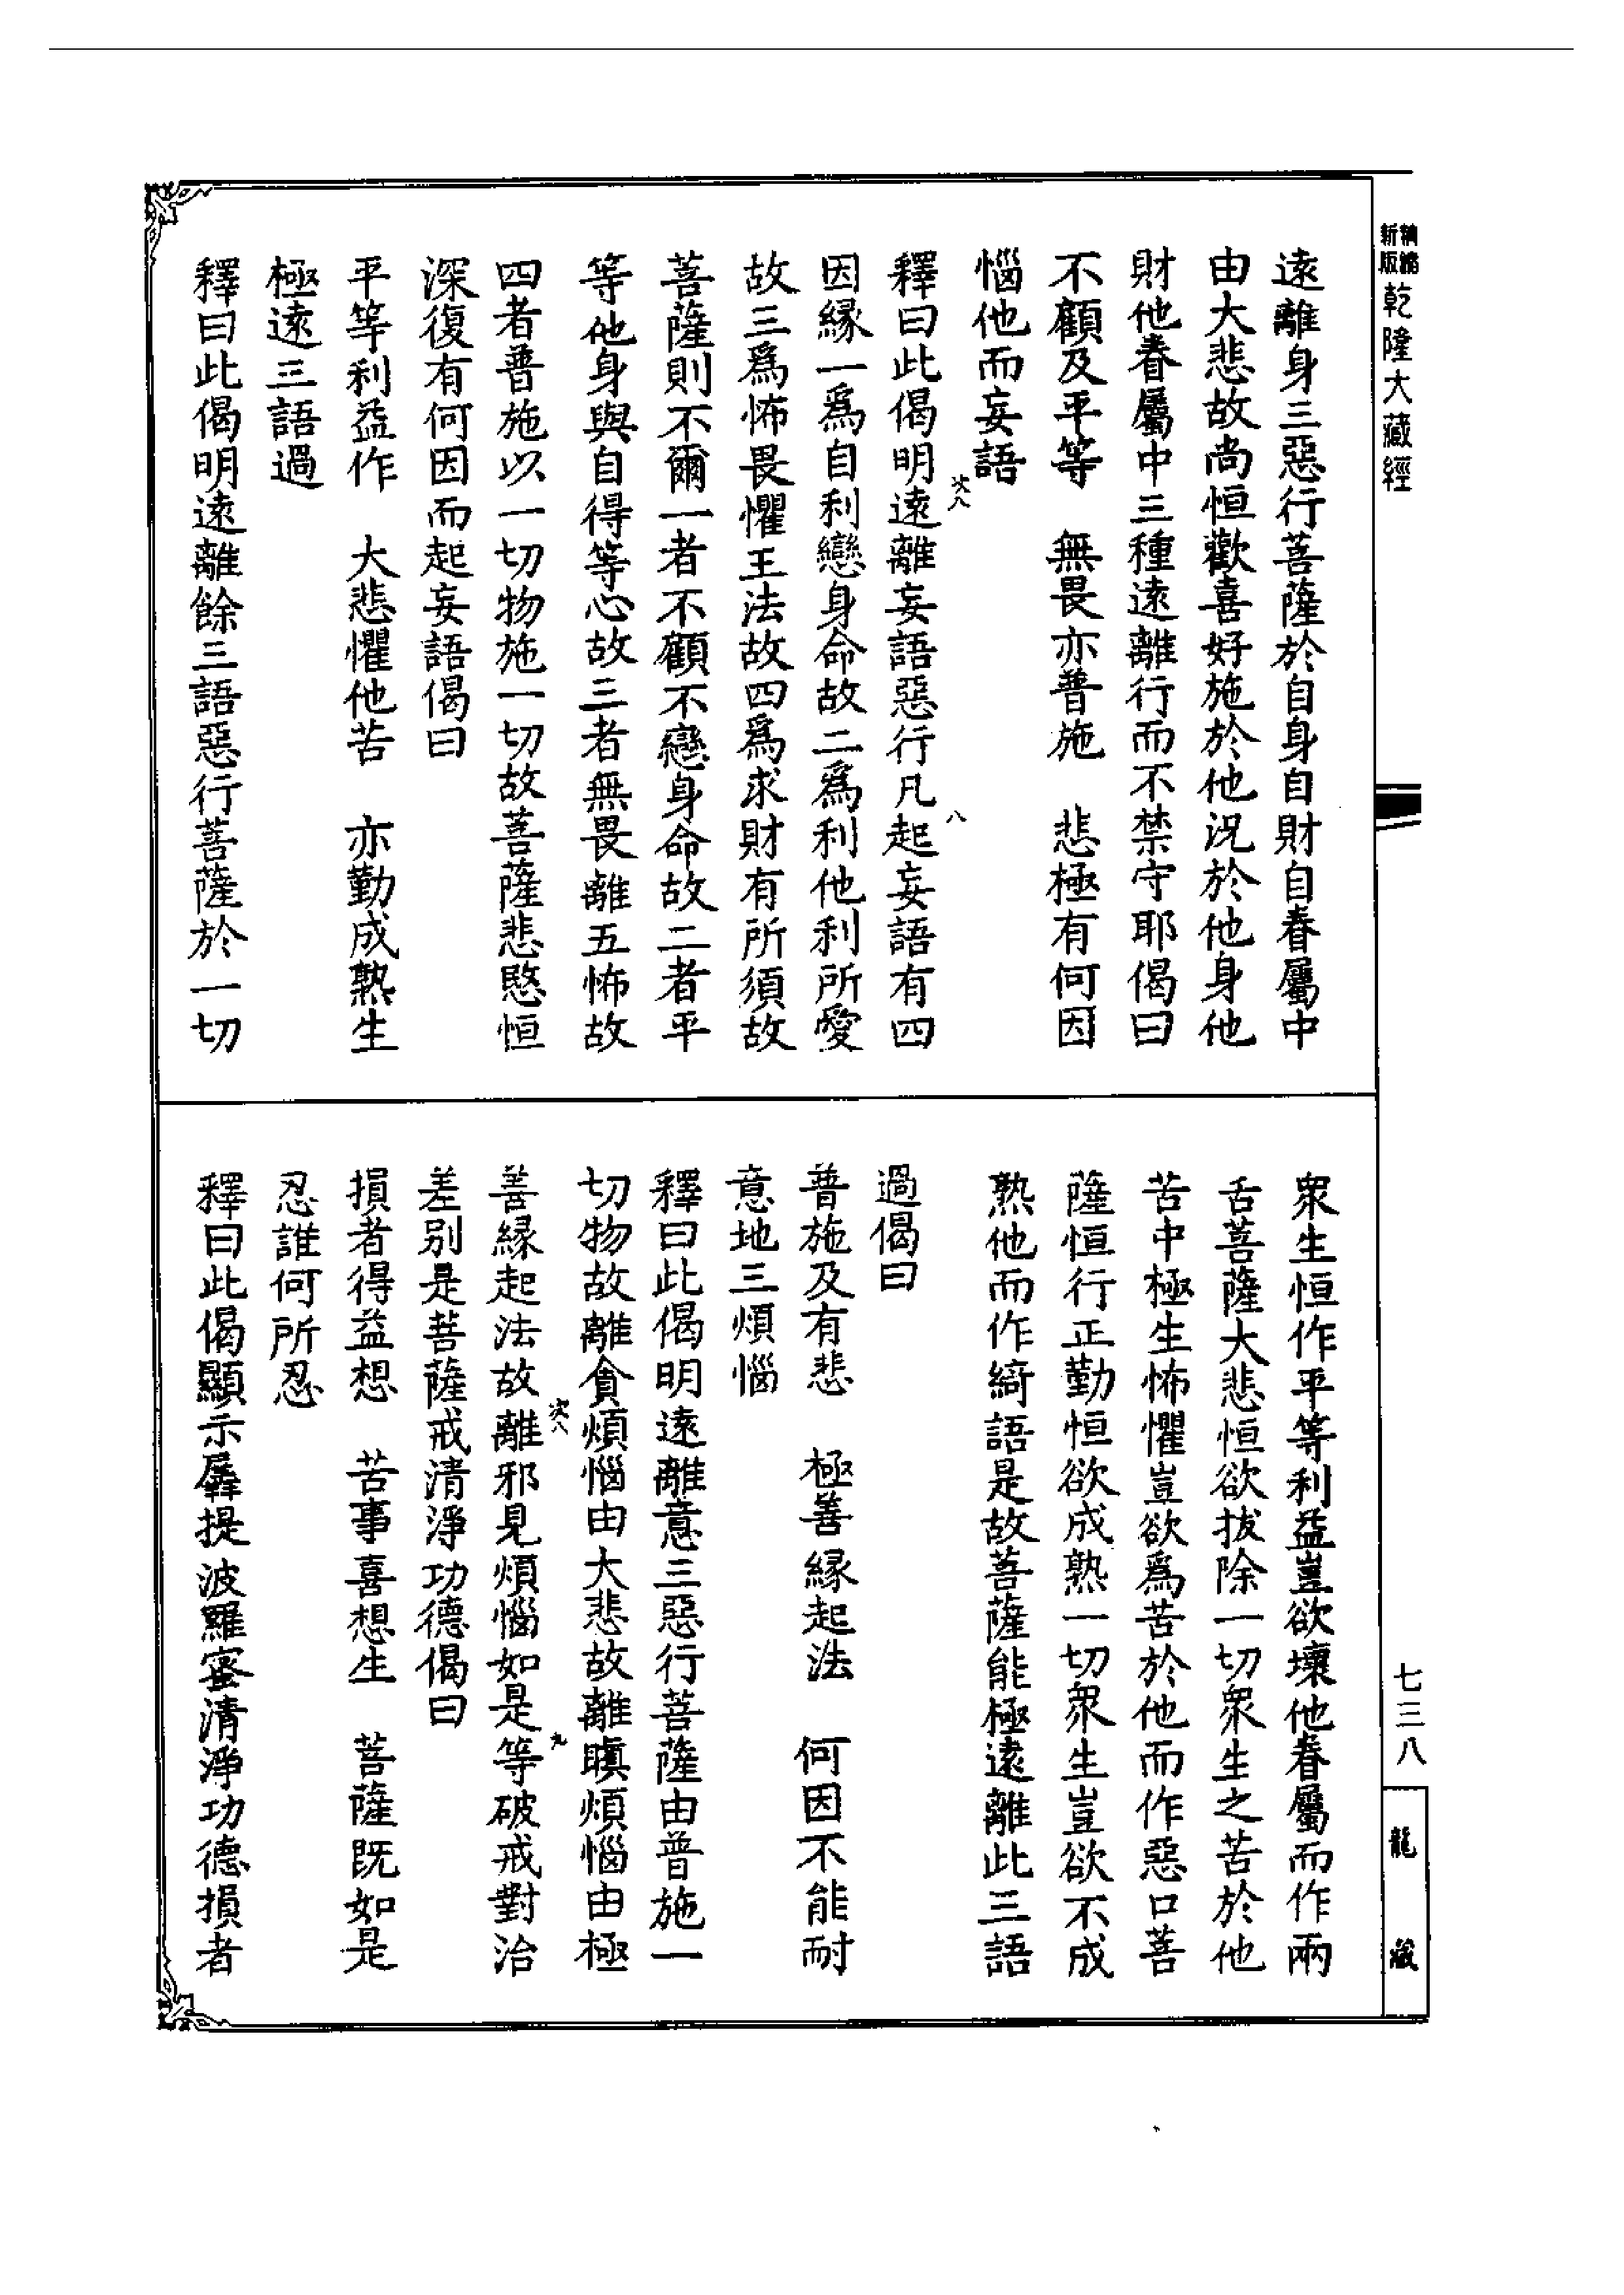 新版精縮
乾隆大藏經
遠離身三惡行菩薩於自身自財自眷屬中
由大悲故尚恒歡喜好施於他況於他身他
財他眷屬中三種遠離行而不禁守耶偈曰
不顧及平等　無畏亦普施　悲極有何因
惱他而妄語
釋曰此偈明遠離妄語惡行凡起妄語有四
次八
八
因緣一爲自利戀身命故二爲利他利所愛
故三爲怖畏懼王法故四爲求財有所須故
菩薩則不爾一者不顧不戀身命故二者平
等他身與自得等心故三者無畏離五怖故
四者普施以一切物施一切故菩薩悲愍恒
深復有何因而起妄語偈曰
平等利益作　大悲懼他苦　亦勤成熟生
極遠三語過
釋曰此偈明遠離餘三語惡行菩薩於一切
衆生恒作平等利益豈欲壞他眷屬而作兩
舌菩薩大悲恒欲拔除一切衆生之苦於他
苦中極生怖懼豈欲爲苦於他而作惡口菩
薩恒行正勤恒欲成熟一切衆生豈欲不成
熟他而作綺語是故菩薩能極遠離此三語
過偈曰
普施及有悲　極善緣起法　何因不能耐
意地三煩惱
釋曰此偈明遠離意三惡行菩薩由普施一
切物故離貪煩惱由大悲故離瞋煩惱由極
善緣起法故離邪見煩惱如是等破戒對治
次八
九
差別是菩薩戒清淨功德偈曰
損者得益想　苦事喜想生　菩薩既如是
忍誰何所忍
釋曰此偈顯示羼提波羅蜜清淨功德損者
七三八
龍藏